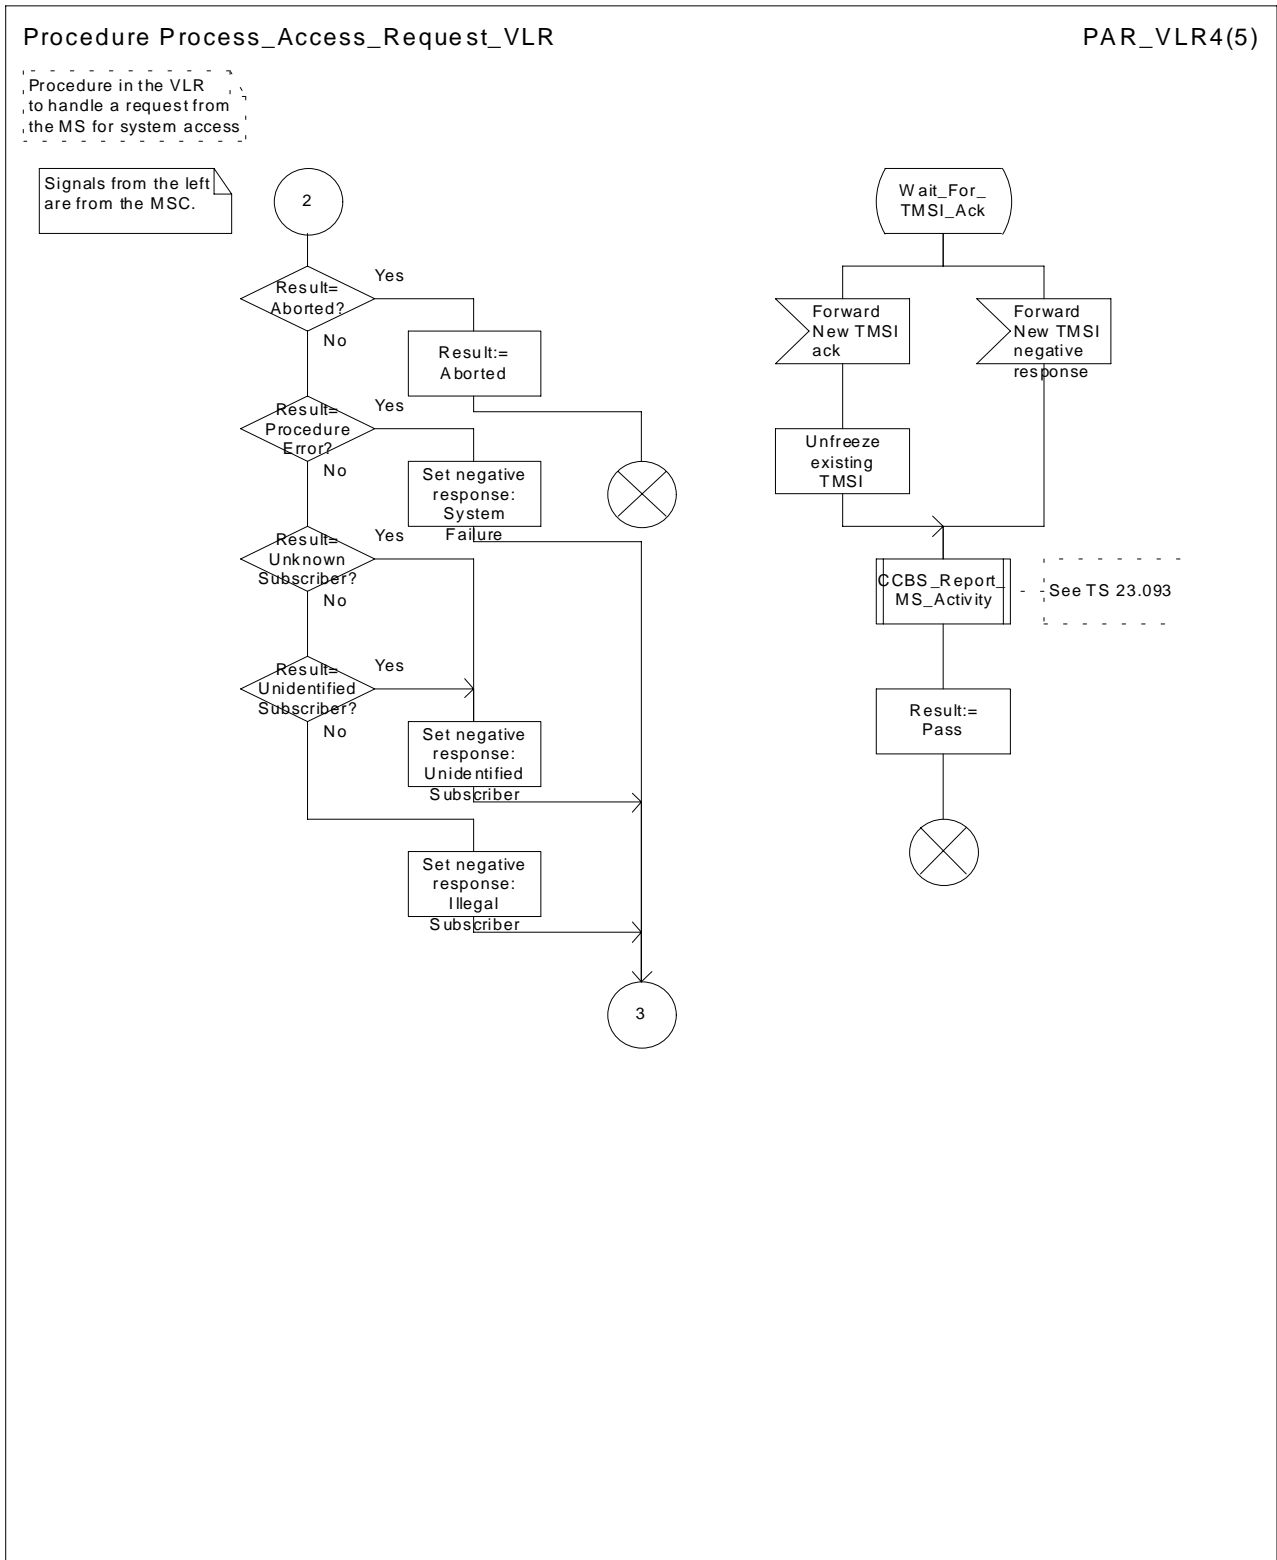 Procedure Process_Access_Request_VLR
PAR_VLR4(5)
Procedure in the VLR
to handle a request from
the MS for system access
Signals from the left
are from the MSC.
2
Result=
Aborted?
Yes
No
Result:=
Aborted
Result=
Procedure
Error?
Yes
No
Set negative
response:
System
Failure
Result=
Unknown
Subscriber?
Yes
No
Result=
Unidentified
Subscriber?
Yes
No
Set negative
response:
Unidentified
Subscriber
Set negative
response:
Illegal
Subscriber
3
Wait_For_
TMSI_Ack
Forward
New TMSI
ack
Forward
New TMSI
negative
response
Unfreeze
existing
TMSI
CCBS_Report_
MS_Activity
See TS 23.093
Result:=
Pass